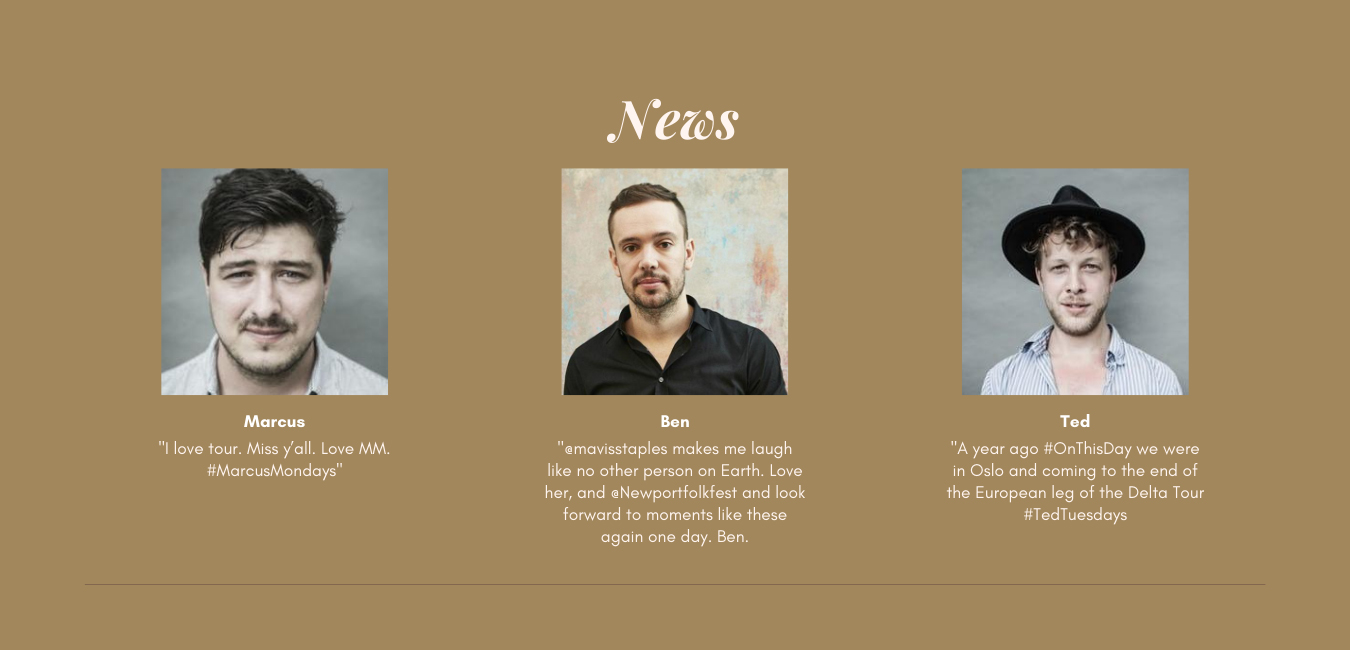 News
Marcus
"I love tour. Miss y’all. Love MM.
#MarcusMondays"
Ben
"@mavisstaples makes me laugh
like no other person on Earth. Love
her, and @Newportfolkfest and look
forward to moments like these
again one day. Ben.
Ted
"A year ago #OnThisDay we were
in Oslo and coming to the end of
the European leg of the Delta Tour
#TedTuesdays